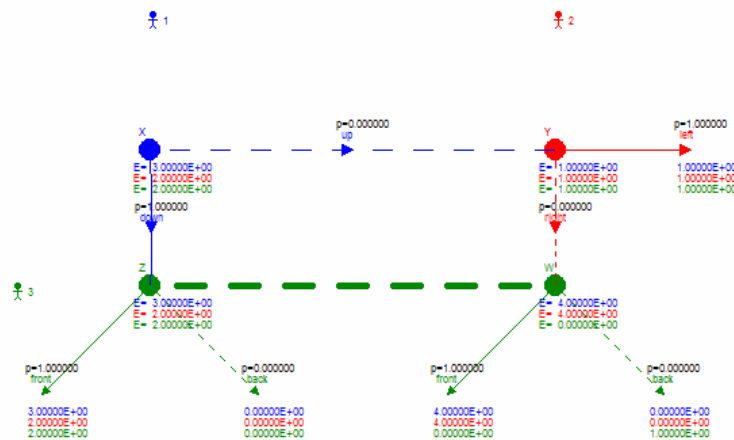 1
2
p=0.000000
p=1.000000
X
Y
up
left
E= 3.00000E+00
E= 2.00000E+00
E= 2.00000E+00
E= 1.00000E+00
E= 1.00000E+00
E= 1.00000E+00
1.00000E+00
1.00000E+00
1.00000E+00
p=1.000000
down
p=0.000000
right
Z
W
3
E= 3.00000E+00
E= 2.00000E+00
E= 2.00000E+00
E= 4.00000E+00
E= 4.00000E+00
E= 0.00000E+00
p=1.000000
front
p=0.000000
back
p=1.000000
front
p=0.000000
back
3.00000E+00
2.00000E+00
2.00000E+00
0.00000E+00
0.00000E+00
0.00000E+00
4.00000E+00
4.00000E+00
0.00000E+00
0.00000E+00
0.00000E+00
1.00000E+00